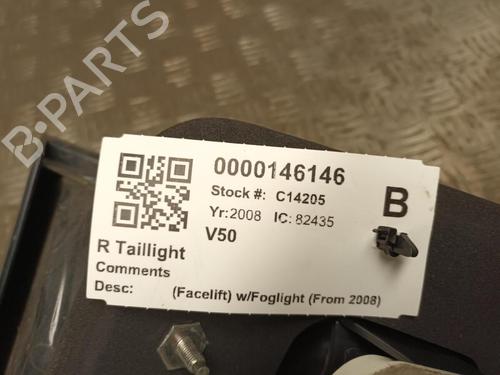 B-PARTS
0000146146
Stock #: C14205
B
Yr: 2008 IC: 82435
V50
R Taillight
Comments
Desc: (Facelift) w/Foglight (From 2008)